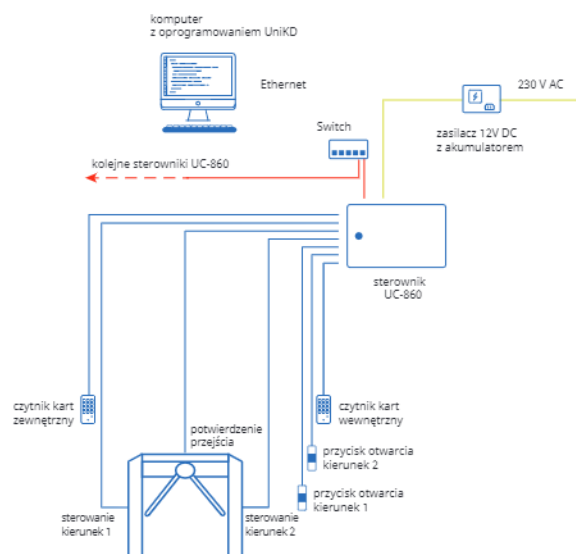 komputer
z oprogramowaniem UniKD
Ethernet
230 V AC
Switch
zasilacz 12V DC
z akumulatorem
kolejne sterowniki UC-860
sterownik
UC-860
czytnik kart
zewnętrzny
czytnik kart
wewnętrzny
potwierdzenie
przejścia
przycisk otwarcia
kierunek 2
przycisk otwarcia
kierunek 1
sterowanie
kierunek 1
sterowanie
kierunek 2